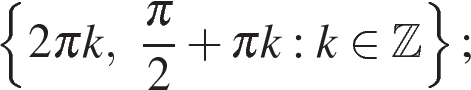 {2πk, π/2 + πk : k ∈ ℤ};